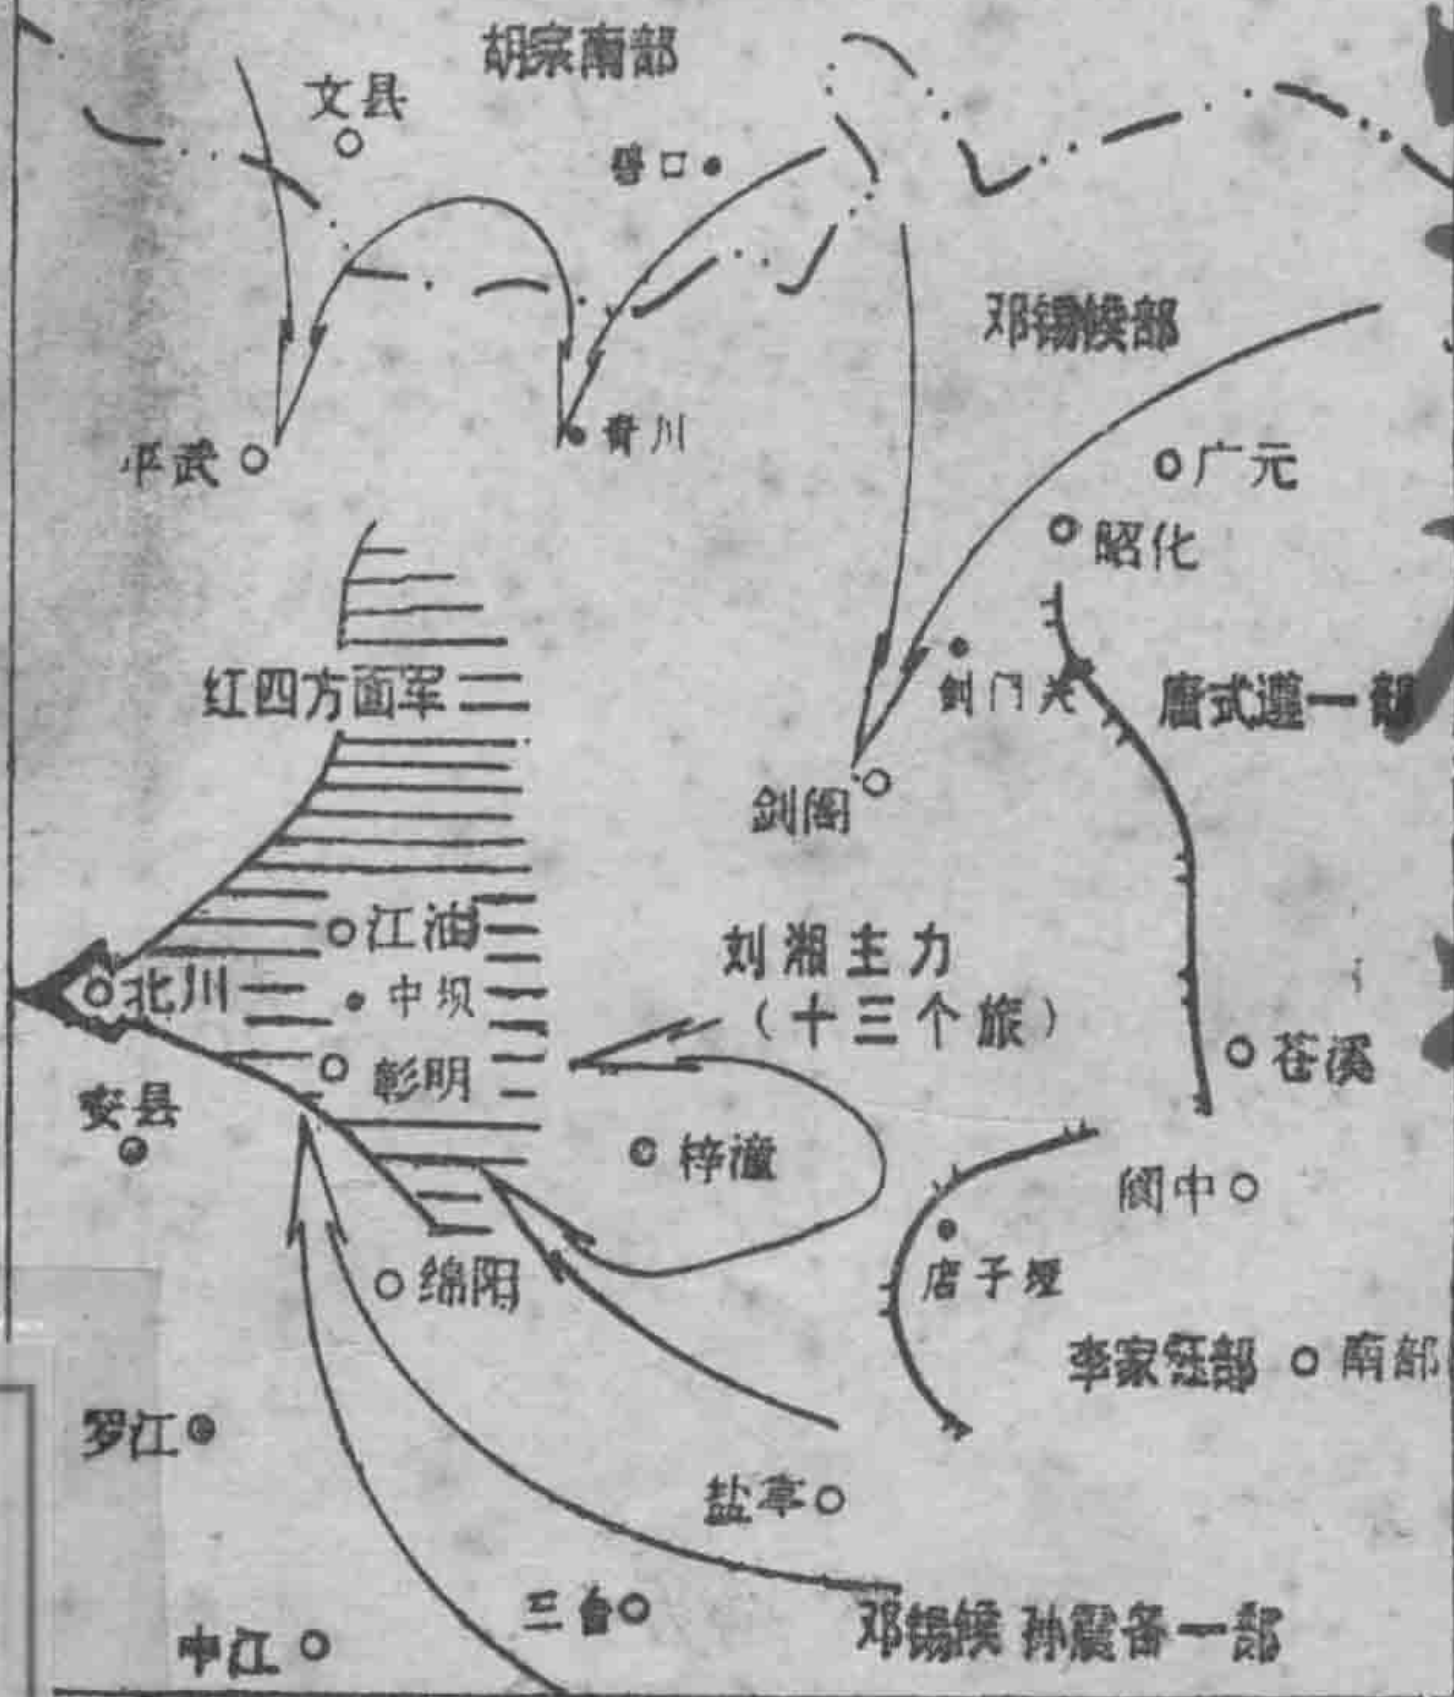 胡宗南部
文县
碧口
邓锡候部
青川
平武
广元
昭化
红四方面军
剑门关
唐式遵一部
剑阁
江油
刘湘主力
北川
中坝
（十三个旅）
苍溪
彰明
安县
梓潼
阆中
绵阳
店子垭
李家钰部
南部
罗江
盐亭
三台
邓锡候 孙震各一部
中江